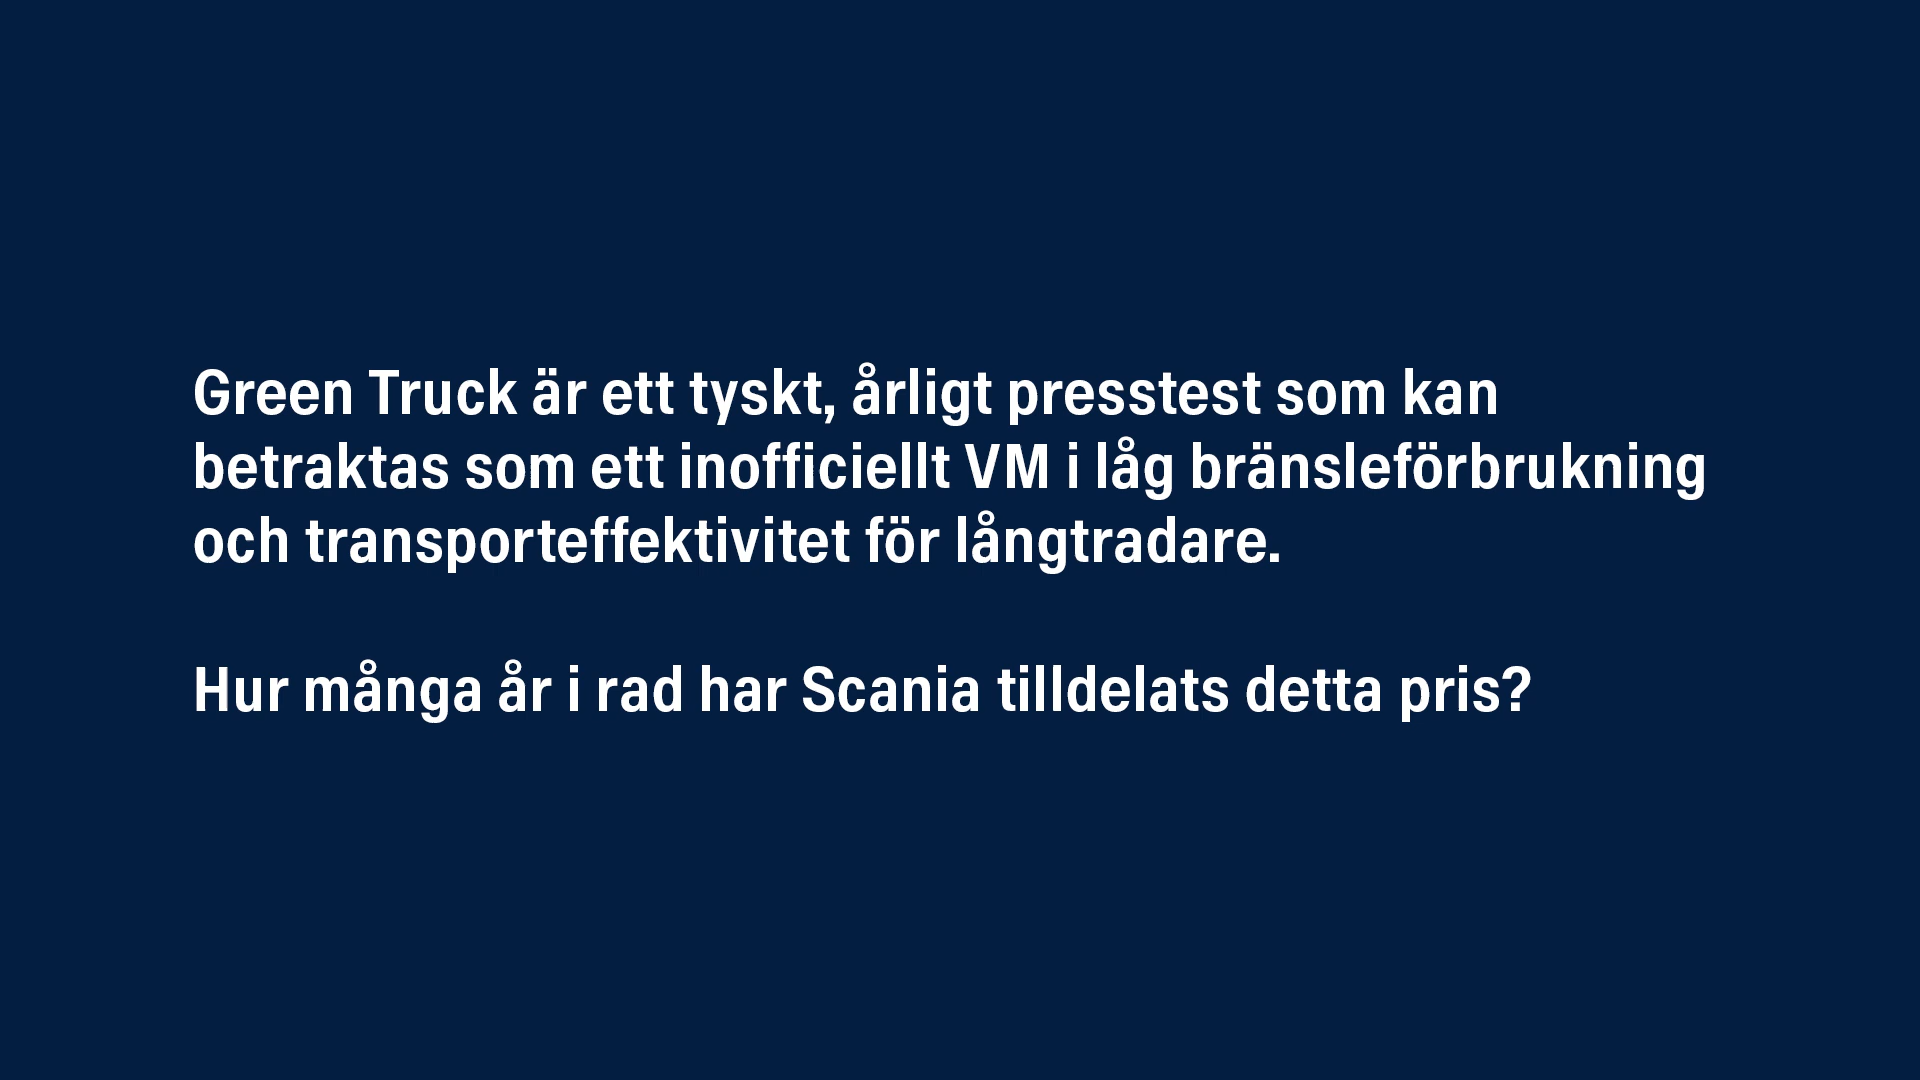 Green Truck är ett tyskt, årligt presstest som kan
betraktas som ett inofficiellt VM i låg bränsleförbrukning
och transporteffektivitet för långtradare.
Hur många år i rad har Scania tilldelats detta pris?